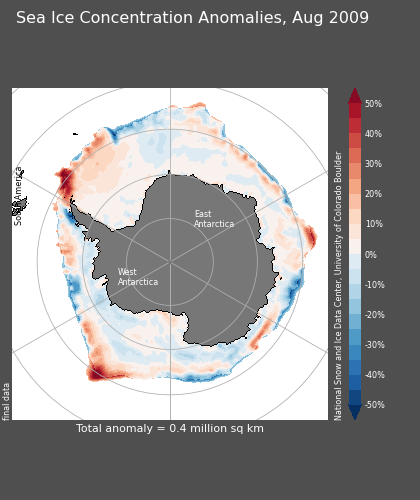 Sea Ice Concentration Anomalies, Aug 2009
South America
East
Antarctica
West
Antarctica
50%
40%
30%
20%
10%
0%
-10%
-20%
-30%
-40%
-50%
National Snow and Ice Data Center, University of Colorado Boulder
final data
Total anomaly = 0.4 million sq km